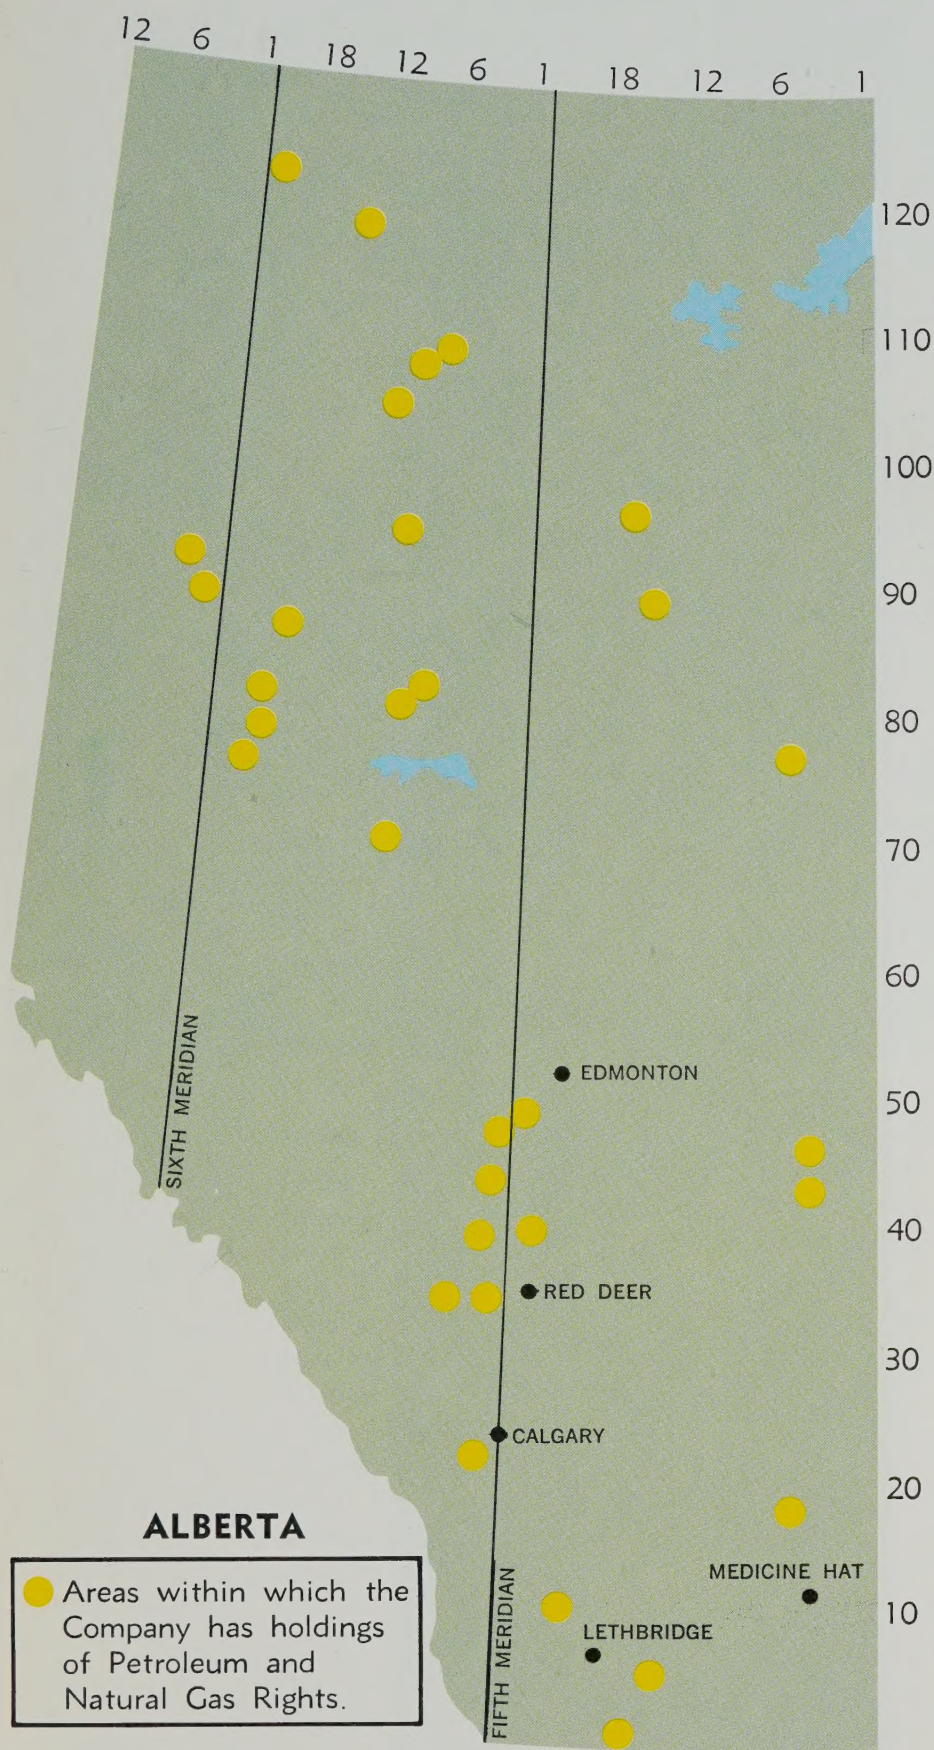 12 6 1 18 12 6 1 18 12 6 1
120
110
100
90
80
70
60
SIXTH MERIDIAN
EDMONTON
50
40
RED DEER
30
CALGARY
20
ALBERTA
Areas within which the
Company has holdings
of Petroleum and
Natural Gas Rights.
FIFTH MERIDIAN
MEDICINE HAT
10
LETHBRIDGE